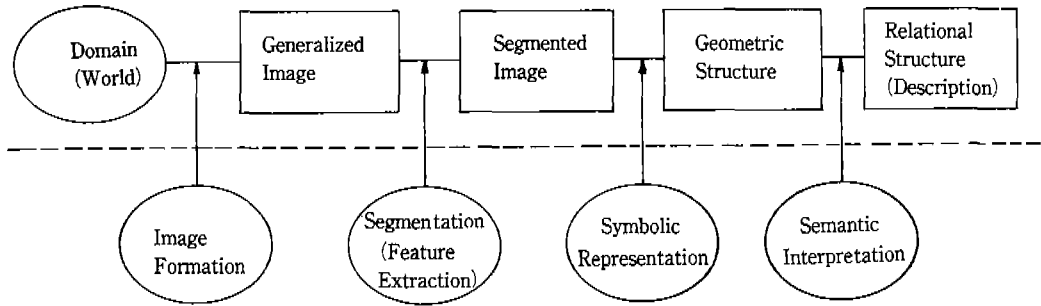 Domain
(World)
Generalized
Image
Segmented
Image
Geometric
Structure
Relational
Structure
(Description)
Image
Formation
Segmentation
(Feature
Extraction)
Symbolic
Representation
Semantic
Interpretation